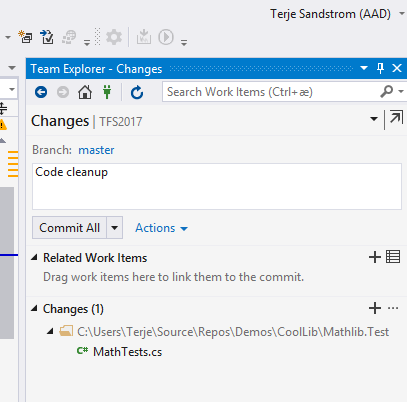 Terje Sandstrom (AAD)
Team Explorer - Changes
Search Work Items (Ctrl+æ)
Changes | TFS2017
Branch: master
Code cleanup
Commit All
Actions
Related Work Items
Drag work items here to link them to the commit.
Changes (1)
C:\Users\Terje\Source\Repos\Demos\CoolLib\Mathlib.Test
C# MathTests.cs